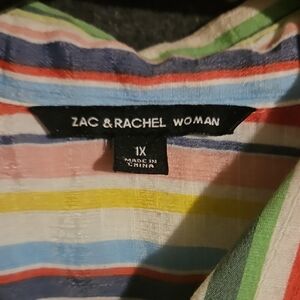 ZAC & RACHEL WOMAN
1X
MADE IN
CHINA